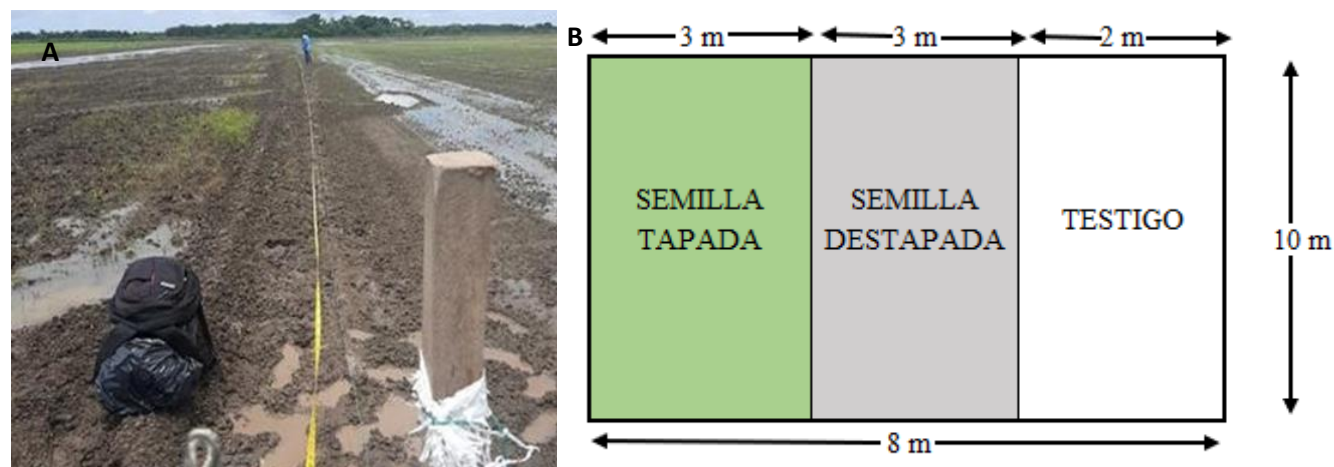 A
B
3 m
3 m
2 m
SEMILLA
TAPADA
SEMILLA
DESTAPADA
TESTIGO
10 m
8 m